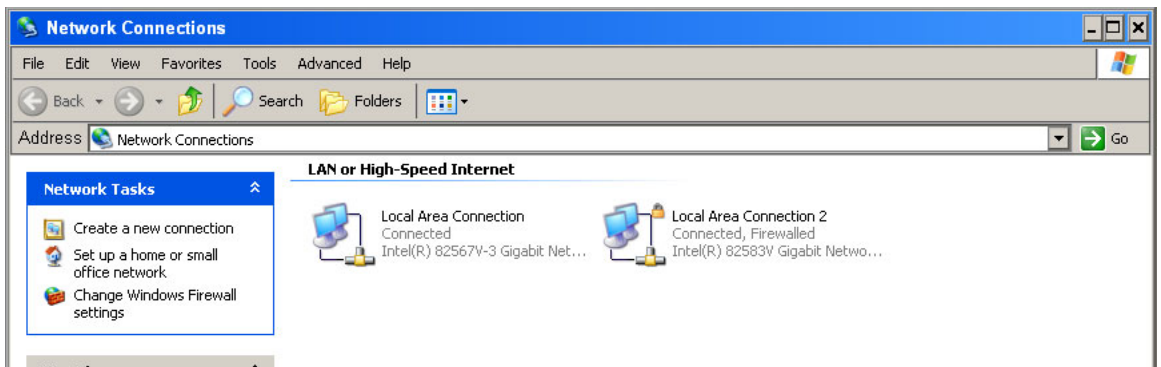 Network Connections
File Edit View Favorites Tools Advanced Help
Back Search Folders
Address Network Connections Go
LAN or High-Speed Internet
Network Tasks
Create a new connection
Set up a home or small
office network
Change Windows Firewall
settings
Local Area Connection
Connected
Intel(R) 82567V-3 Gigabit Net...
Local Area Connection 2
Connected, Firewalled
Intel(R) 82583V Gigabit Netwo...